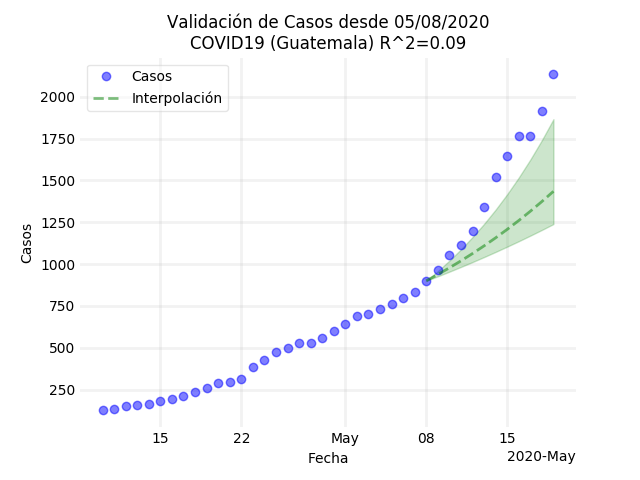 Validación de Casos desde 05/08/2020
COVID19 (Guatemala) R^2=0.09
Casos
Interpolación
2000
1750
1500
1250
1000
750
500
250
Casos
15
22
May
08
15
Fecha
2020-May